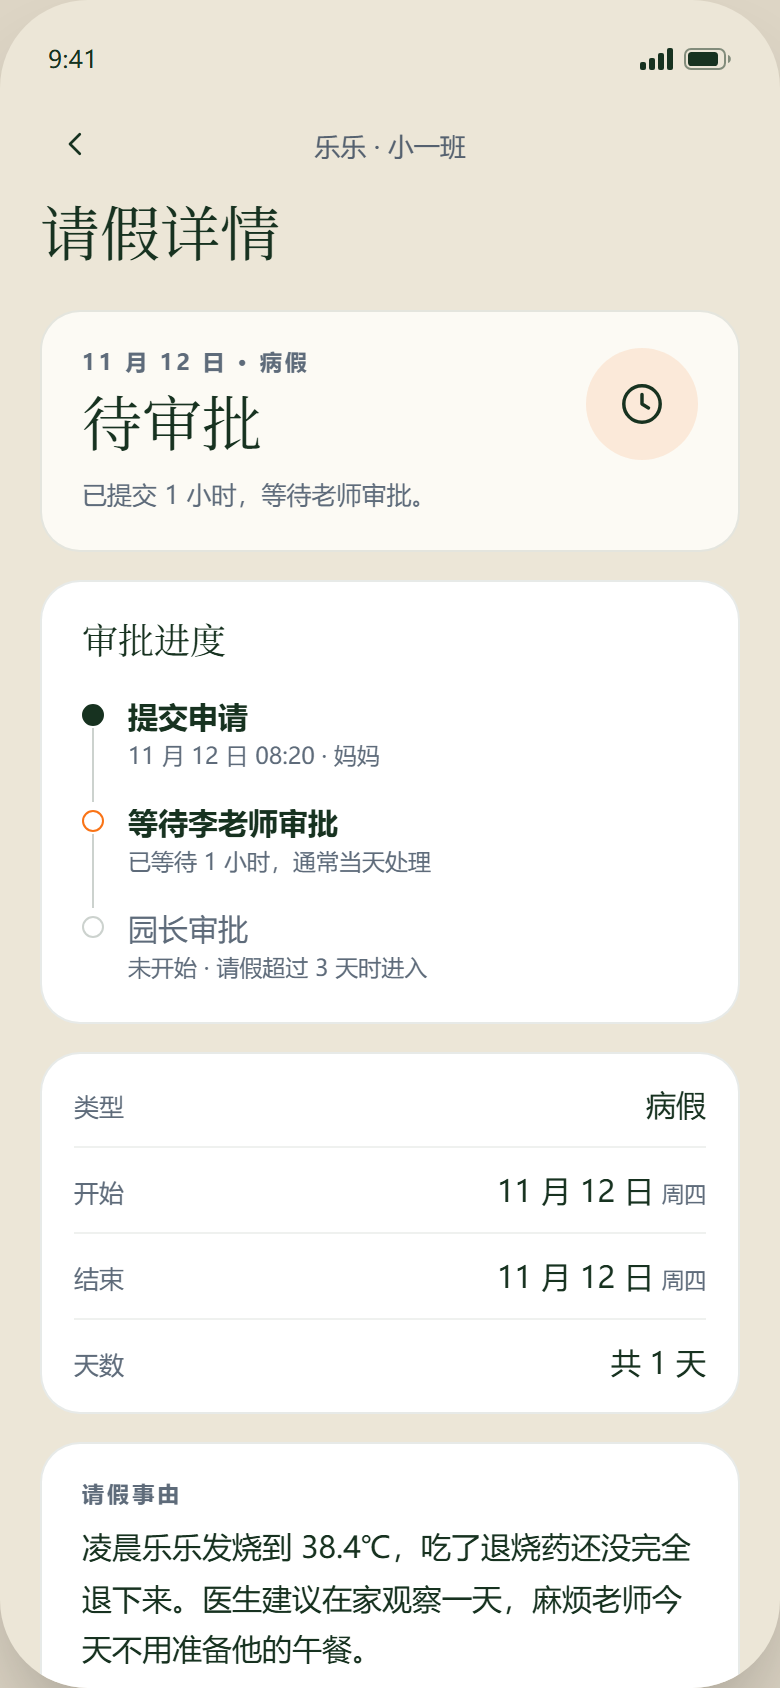 9:41
乐乐 · 小一班
请假详情
11 月 12 日 • 病假
待审批
已提交 1 小时，等待老师审批。
审批进度
提交申请
11 月 12 日 08:20 · 妈妈
等待李老师审批
已等待 1 小时，通常当天处理
园长审批
未开始 · 请假超过 3 天时进入
类型 病假
开始 11 月 12 日 周四
结束 11 月 12 日 周四
天数 共 1 天
请假事由
凌晨乐乐发烧到 38.4℃，吃了退烧药还没完全
退下来。医生建议在家观察一天，麻烦老师今
天不用准备他的午餐。